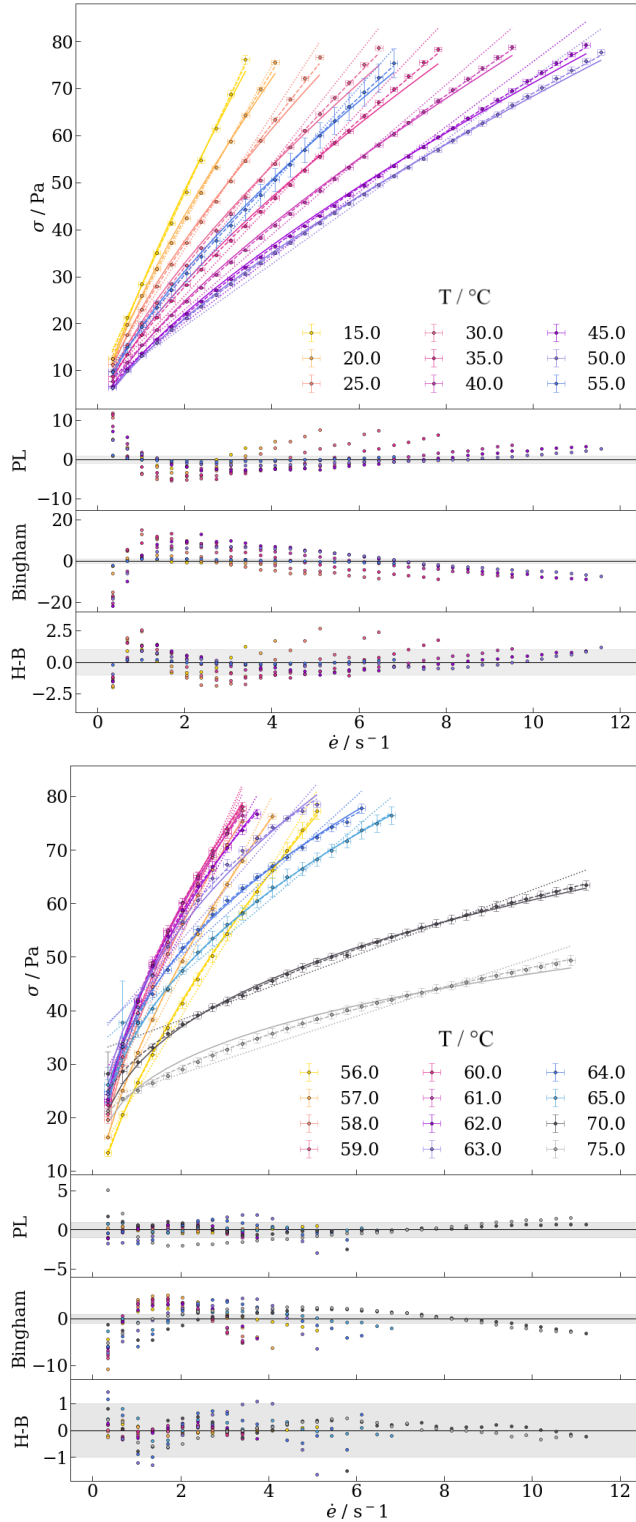 80
70
60
50
40
30
20
10
σ / Pa
T / °C
15.0 30.0 45.0
20.0 35.0 50.0
25.0 40.0 55.0
10
0
−10
PL
20
0
−20
Bingham
2.5
0.0
−2.5
H-B
0 2 4 6 8 10 12
ė / s⁻1
80
70
60
50
40
30
20
10
σ / Pa
T / °C
56.0 60.0 64.0
57.0 61.0 65.0
58.0 62.0 70.0
59.0 63.0 75.0
5
0
−5
PL
0
−10
Bingham
1
0
−1
H-B
0 2 4 6 8 10 12
ė / s⁻1